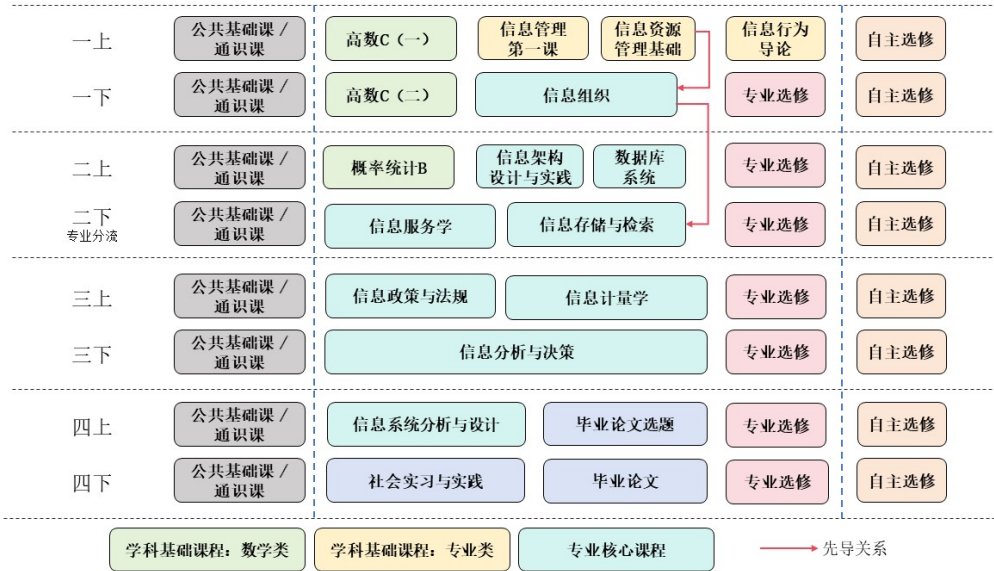 一上
公共基础课/
通识课
高数C（一）
信息管理
第一课
信息资源
管理基础
信息行为
导论
自主选修
一下
公共基础课/
通识课
高数C（二）
信息组织
专业选修
自主选修
二上
公共基础课/
通识课
概率统计B
信息架构
设计与实践
数据库
系统
专业选修
自主选修
二下
专业分流
公共基础课/
通识课
信息服务学
信息存储与检索
专业选修
自主选修
三上
公共基础课/
通识课
信息政策与法规
信息计量学
专业选修
自主选修
三下
公共基础课/
通识课
信息分析与决策
专业选修
自主选修
四上
公共基础课/
通识课
信息系统分析与设计
毕业论文选题
专业选修
自主选修
四下
公共基础课/
通识课
社会实习与实践
毕业论文
专业选修
自主选修
学科基础课程：数学类
学科基础课程：专业类
专业核心课程
先导关系